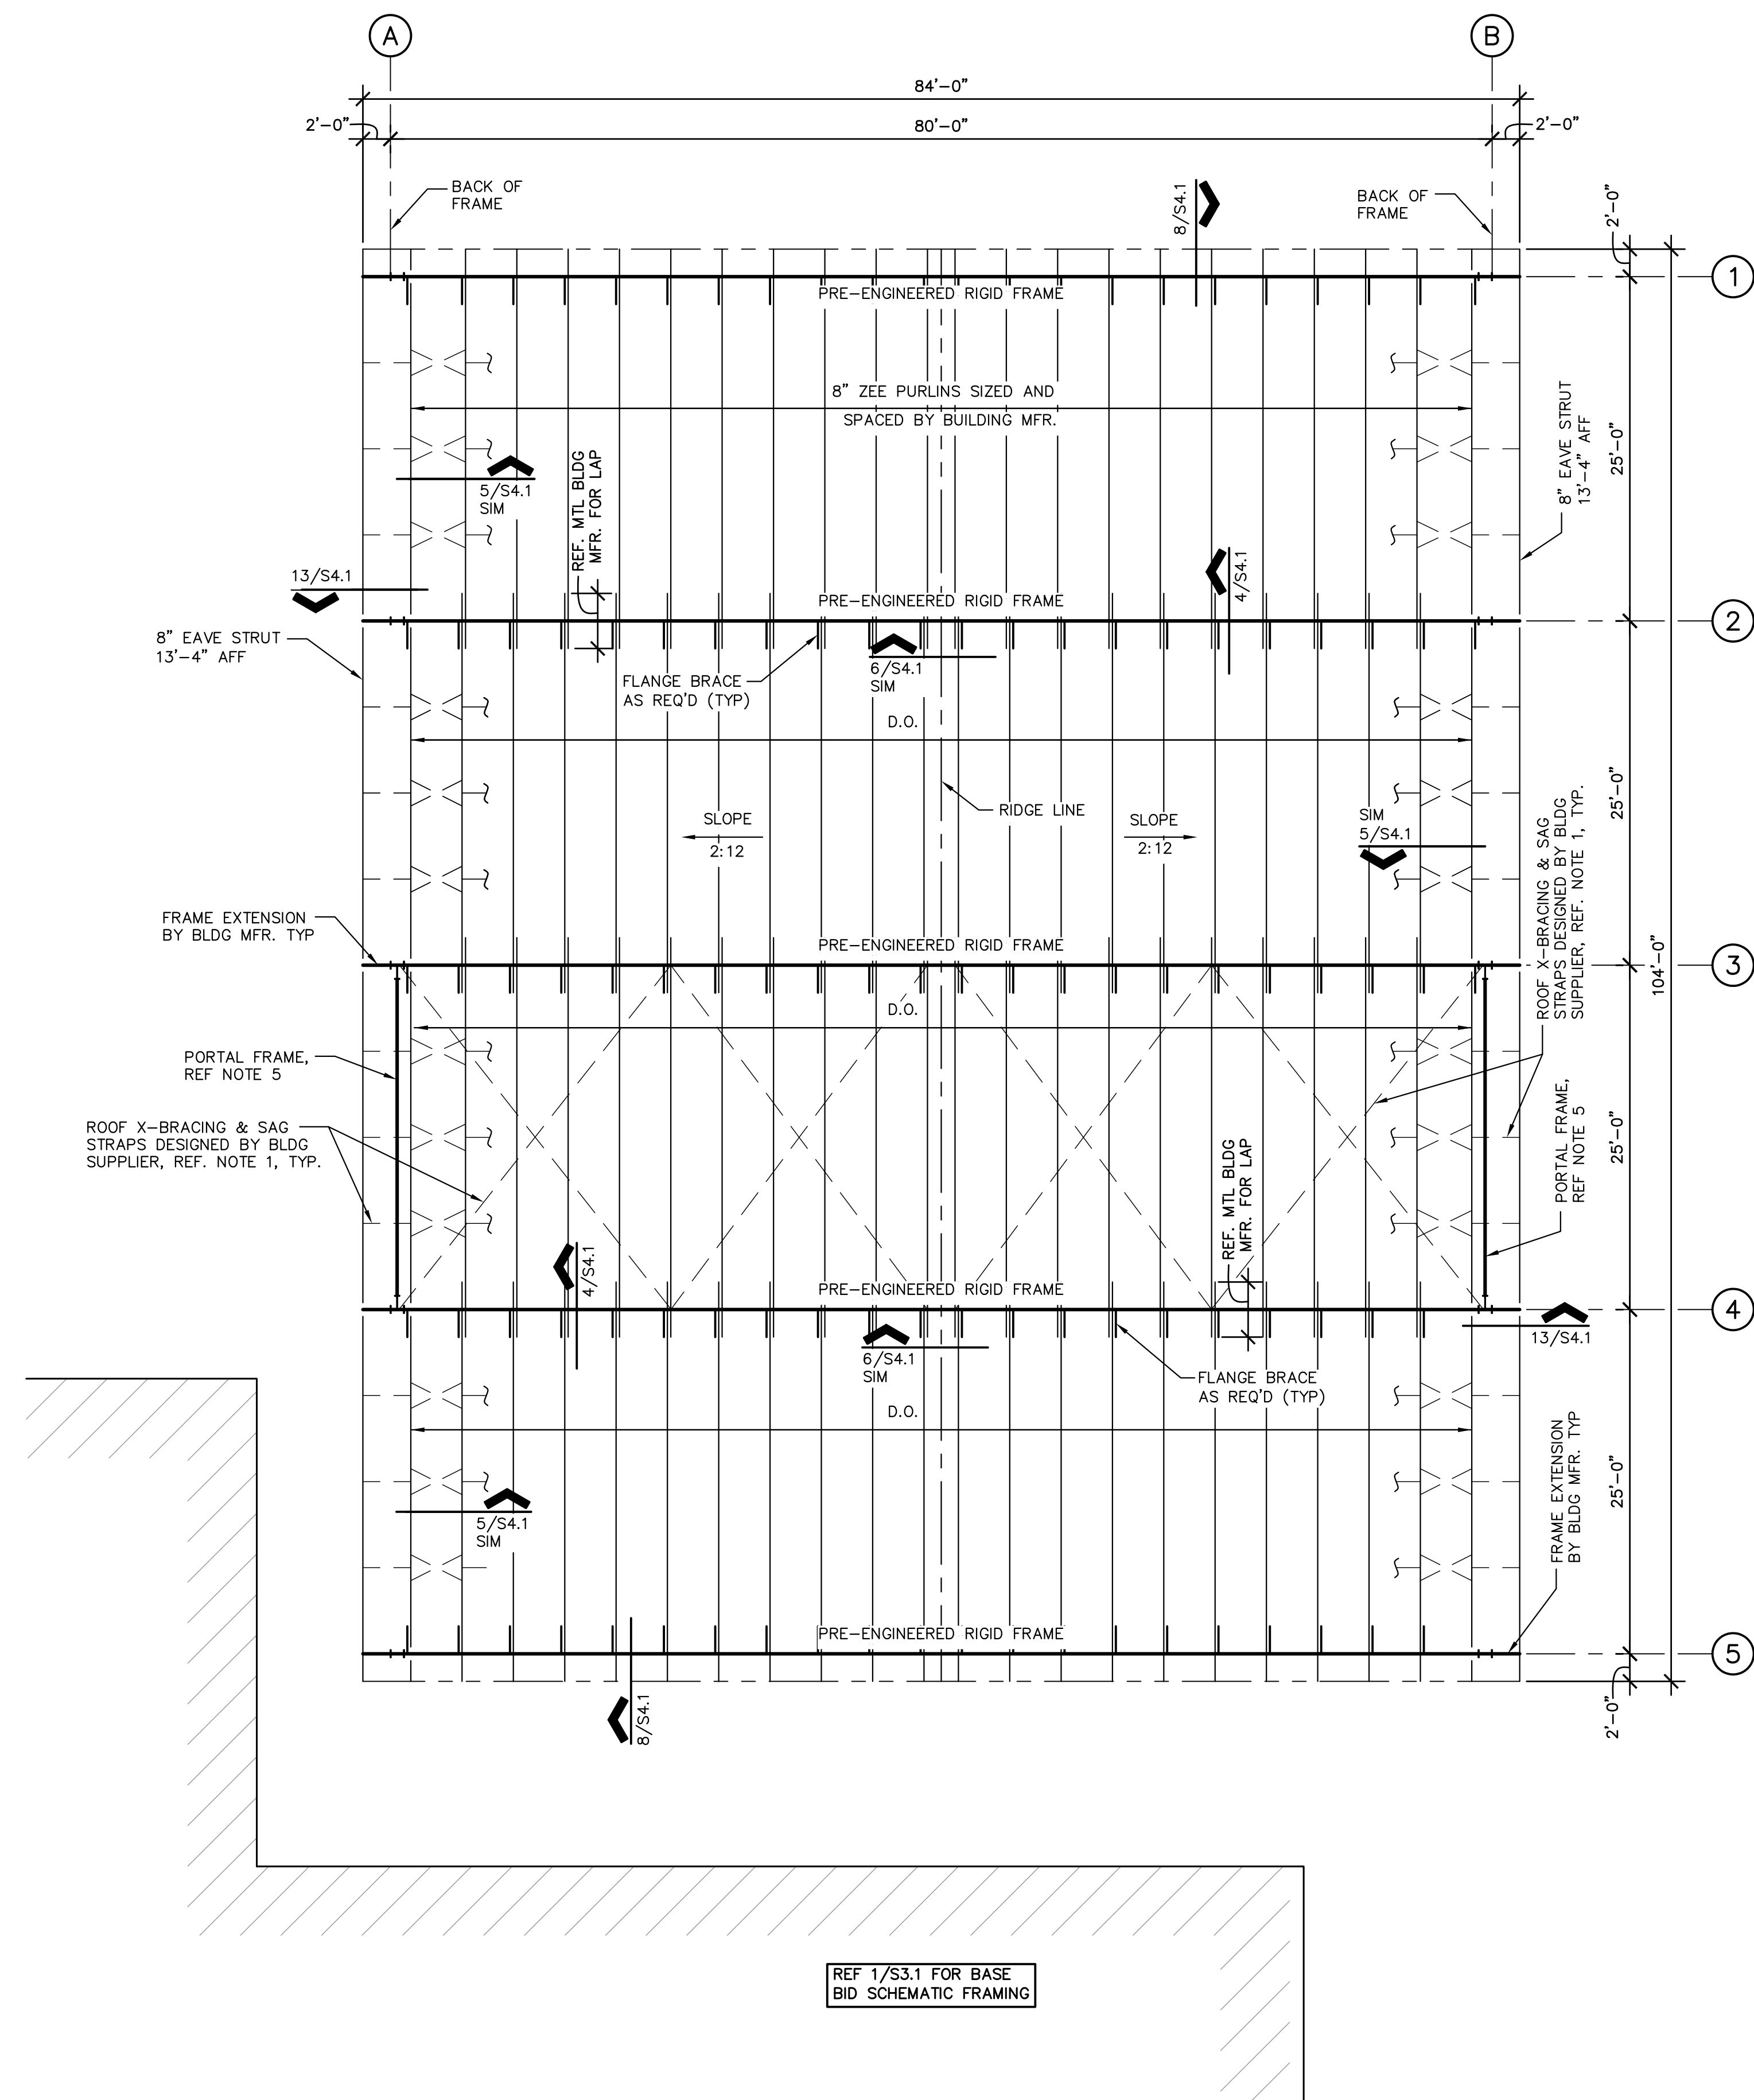 A
B
84'-0"
2'-0"
80'-0"
2'-0"
BACK OF
FRAME
8/S4.1
BACK OF
FRAME
2'-0"
1
PRE-ENGINEERED RIGID FRAME
8" ZEE PURLINS SIZED AND
SPACED BY BUILDING MFR.
8" EAVE STRUT
13'-4" AFF
25'-0"
5/S4.1
SIM
REF. MTL BLDG
MFR. FOR LAP
13/S4.1
4/S4.1
PRE-ENGINEERED RIGID FRAME
2
8" EAVE STRUT
13'-4" AFF
6/S4.1
SIM
FLANGE BRACE
AS REQ'D (TYP)
D.O.
25'-0"
RIDGE LINE
SLOPE
2:12
SLOPE
2:12
SIM
5/S4.1
ROOF X-BRACING & SAG
STRAPS DESIGNED BY BLDG
SUPPLIER, REF. NOTE 1, TYP.
FRAME EXTENSION
BY BLDG MFR. TYP
PRE-ENGINEERED RIGID FRAME
3
104'-0"
D.O.
PORTAL FRAME,
REF NOTE 5
ROOF X-BRACING & SAG
STRAPS DESIGNED BY BLDG
SUPPLIER, REF. NOTE 1, TYP.
REF. MTL BLDG
MFR. FOR LAP
PORTAL FRAME,
REF NOTE 5
25'-0"
4/S4.1
PRE-ENGINEERED RIGID FRAME
4
13/S4.1
6/S4.1
SIM
FLANGE BRACE
AS REQ'D (TYP)
D.O.
25'-0"
FRAME EXTENSION
BY BLDG MFR. TYP
5/S4.1
SIM
PRE-ENGINEERED RIGID FRAME
5
8/S4.1
2'-0"
REF 1/S3.1 FOR BASE
BID SCHEMATIC FRAMING